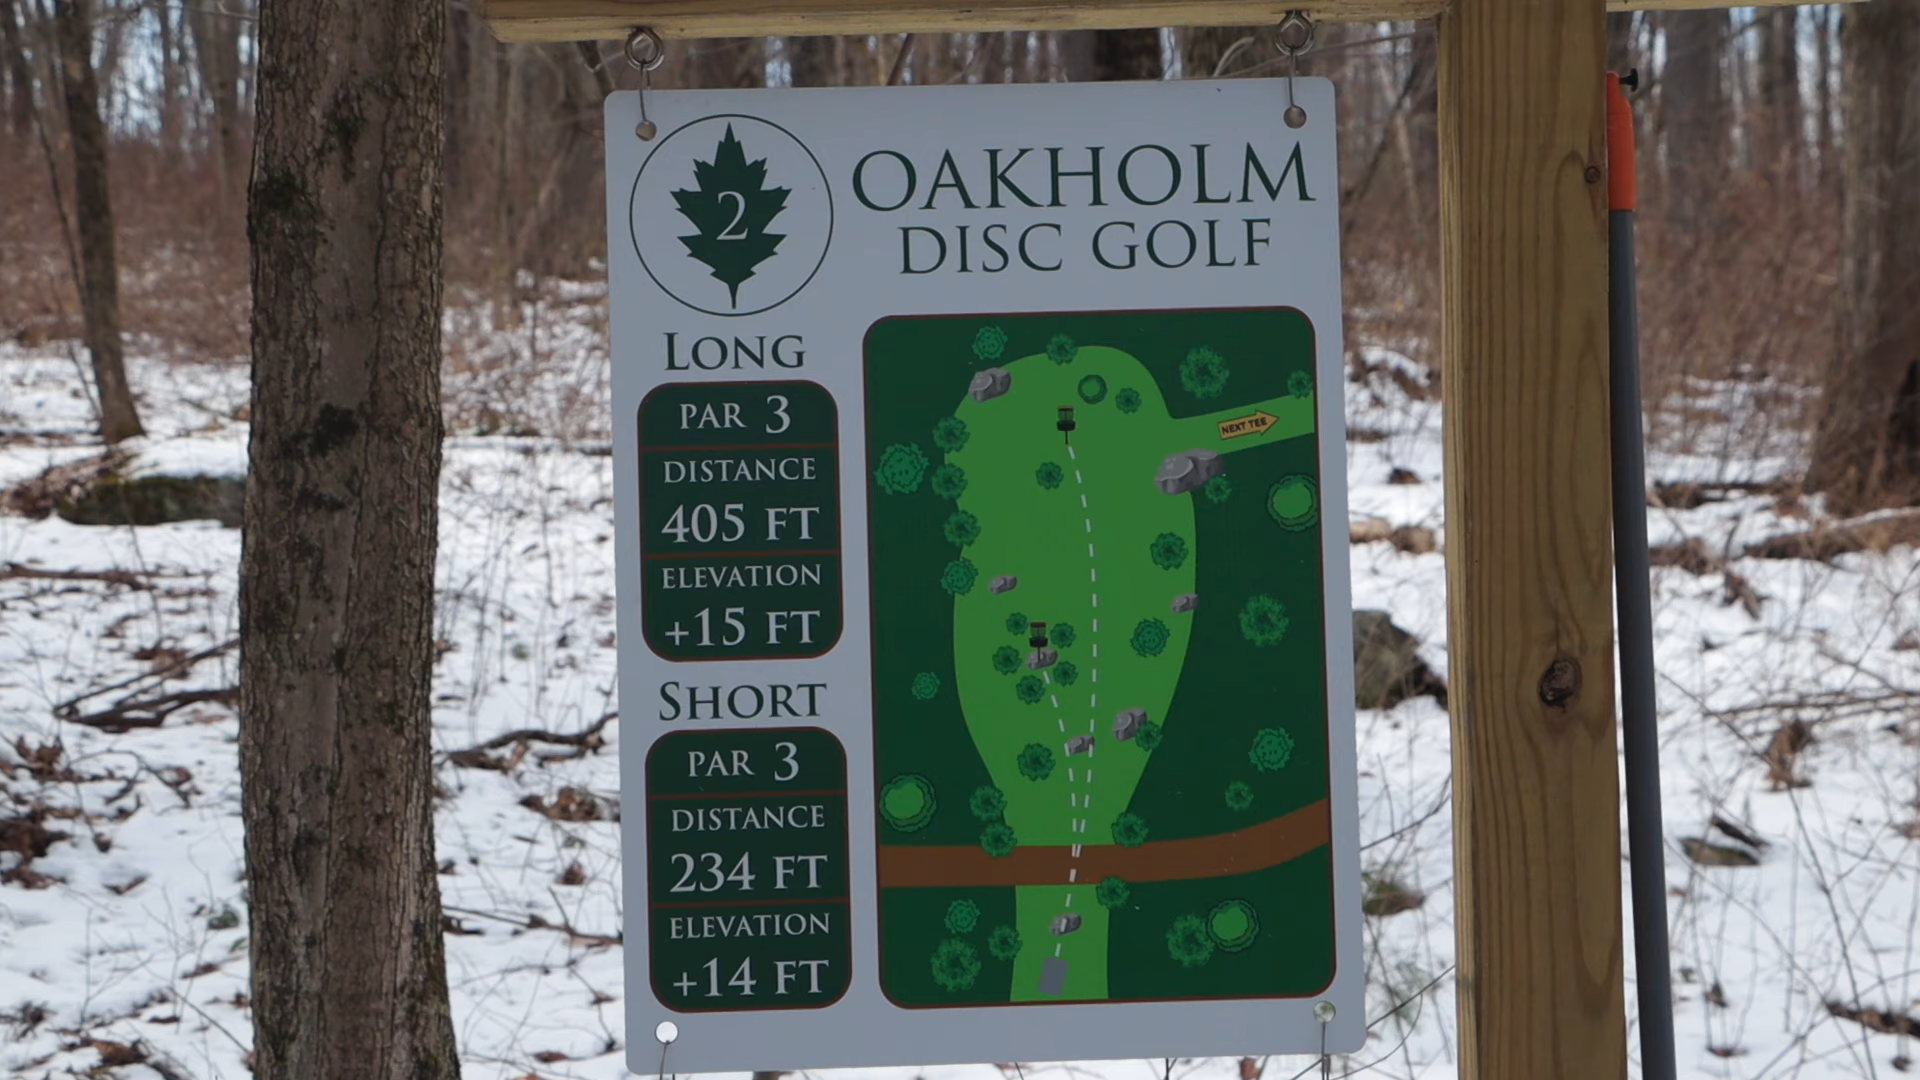 2
OAKHOLM
DISC GOLF
LONG
PAR 3
DISTANCE
405 FT
ELEVATION
+15 FT
SHORT
PAR 3
DISTANCE
234 FT
ELEVATION
+14 FT
NEXT TEE